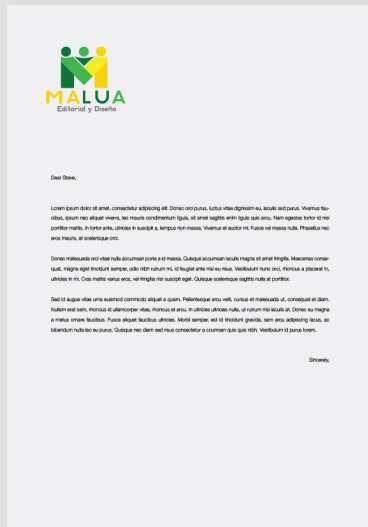 MALUA
Editorial y Diseño
Dear Steve,
Lorem ipsum dolor sit amet, consectetur adipiscing elit. Donec orci purus, luctus vitae dignissim eu, iaculis sed purus. Vivamus fau-
cibus, ipsum nec aliquet viverra, leo mauris condimentum ligula, sit amet sagittis enim ligula quis arcu. Nam egestas tortor id nisi
porttitor mattis. In tortor ante, ultricies in suscipit a, tempus non massa. Vivamus et auctor mi. Fusce vel massa nulla. Phasellus nec
eros mauris, et scelerisque orci.
Donec malesuada orci vitae nulla accumsan porta a id massa. Quisque accumsan iaculis magna sit amet fringilla. Maecenas conse-
quat, magna eget tincidunt semper, odio nibh rutrum mi, id feugiat ante nisi eu risus. Vestibulum nunc orci, rhoncus a placerat in,
ultricies in mi. Cras mattis varius eros, vel fringilla nisi suscipit eget. Quisque scelerisque sagittis nulla at porttitor.
Sed id augue vitae urna euismod commodo aliquet a quam. Pellentesque arcu velit, cursus et malesuada ut, consequat et diam.
Nullam erat sem, rhoncus id ullamcorper vitae, rhoncus et arcu. In ultricies ultricies nulla, ut rutrum nisi iaculis at. Donec eu magna
a metus ornare faucibus. Fusce aliquet faucibus ultricies. Morbi semper, est id tincidunt gravida, sem arcu adipiscing lacus, ac
bibendum nulla leo eu purus. Quisque nec diam sed risus consectetur a coumsan quis quis nibh. Vestibulum id purus lorem.
Sincerely,